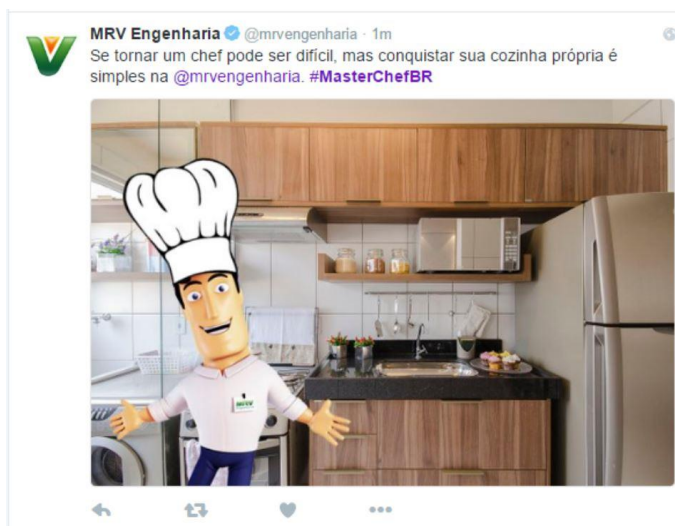 MRV Engenharia @mrvengenharia · 1m
Se tornar um chef pode ser difícil, mas conquistar sua cozinha própria é
simples na @mrvengenharia. #MasterChefBR
MRV